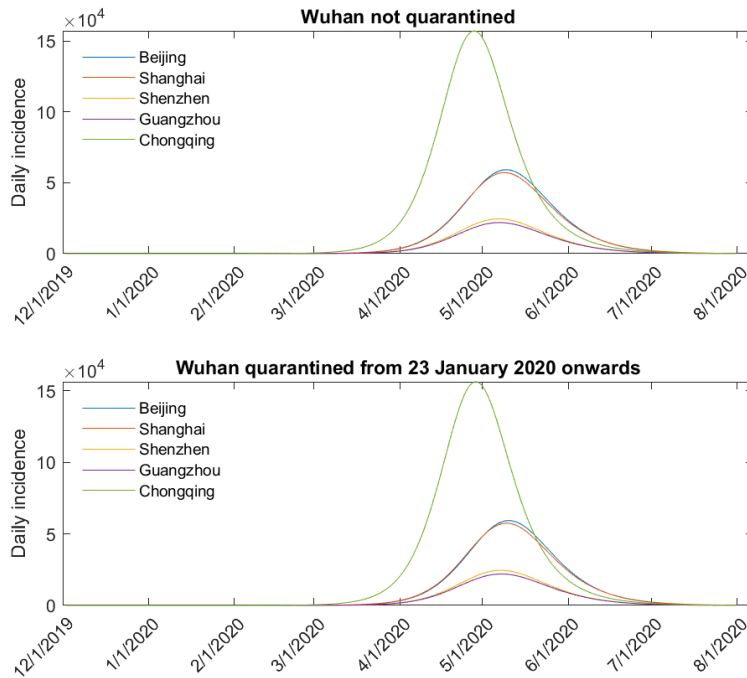 Wuhan not quarantined
×10⁴
15
10
5
0
Daily incidence
Beijing
Shanghai
Shenzhen
Guangzhou
Chongqing
12/1/2019 1/1/2020 2/1/2020 3/1/2020 4/1/2020 5/1/2020 6/1/2020 7/1/2020 8/1/2020
Wuhan quarantined from 23 January 2020 onwards
×10⁴
15
10
5
0
Daily incidence
Beijing
Shanghai
Shenzhen
Guangzhou
Chongqing
12/1/2019 1/1/2020 2/1/2020 3/1/2020 4/1/2020 5/1/2020 6/1/2020 7/1/2020 8/1/2020